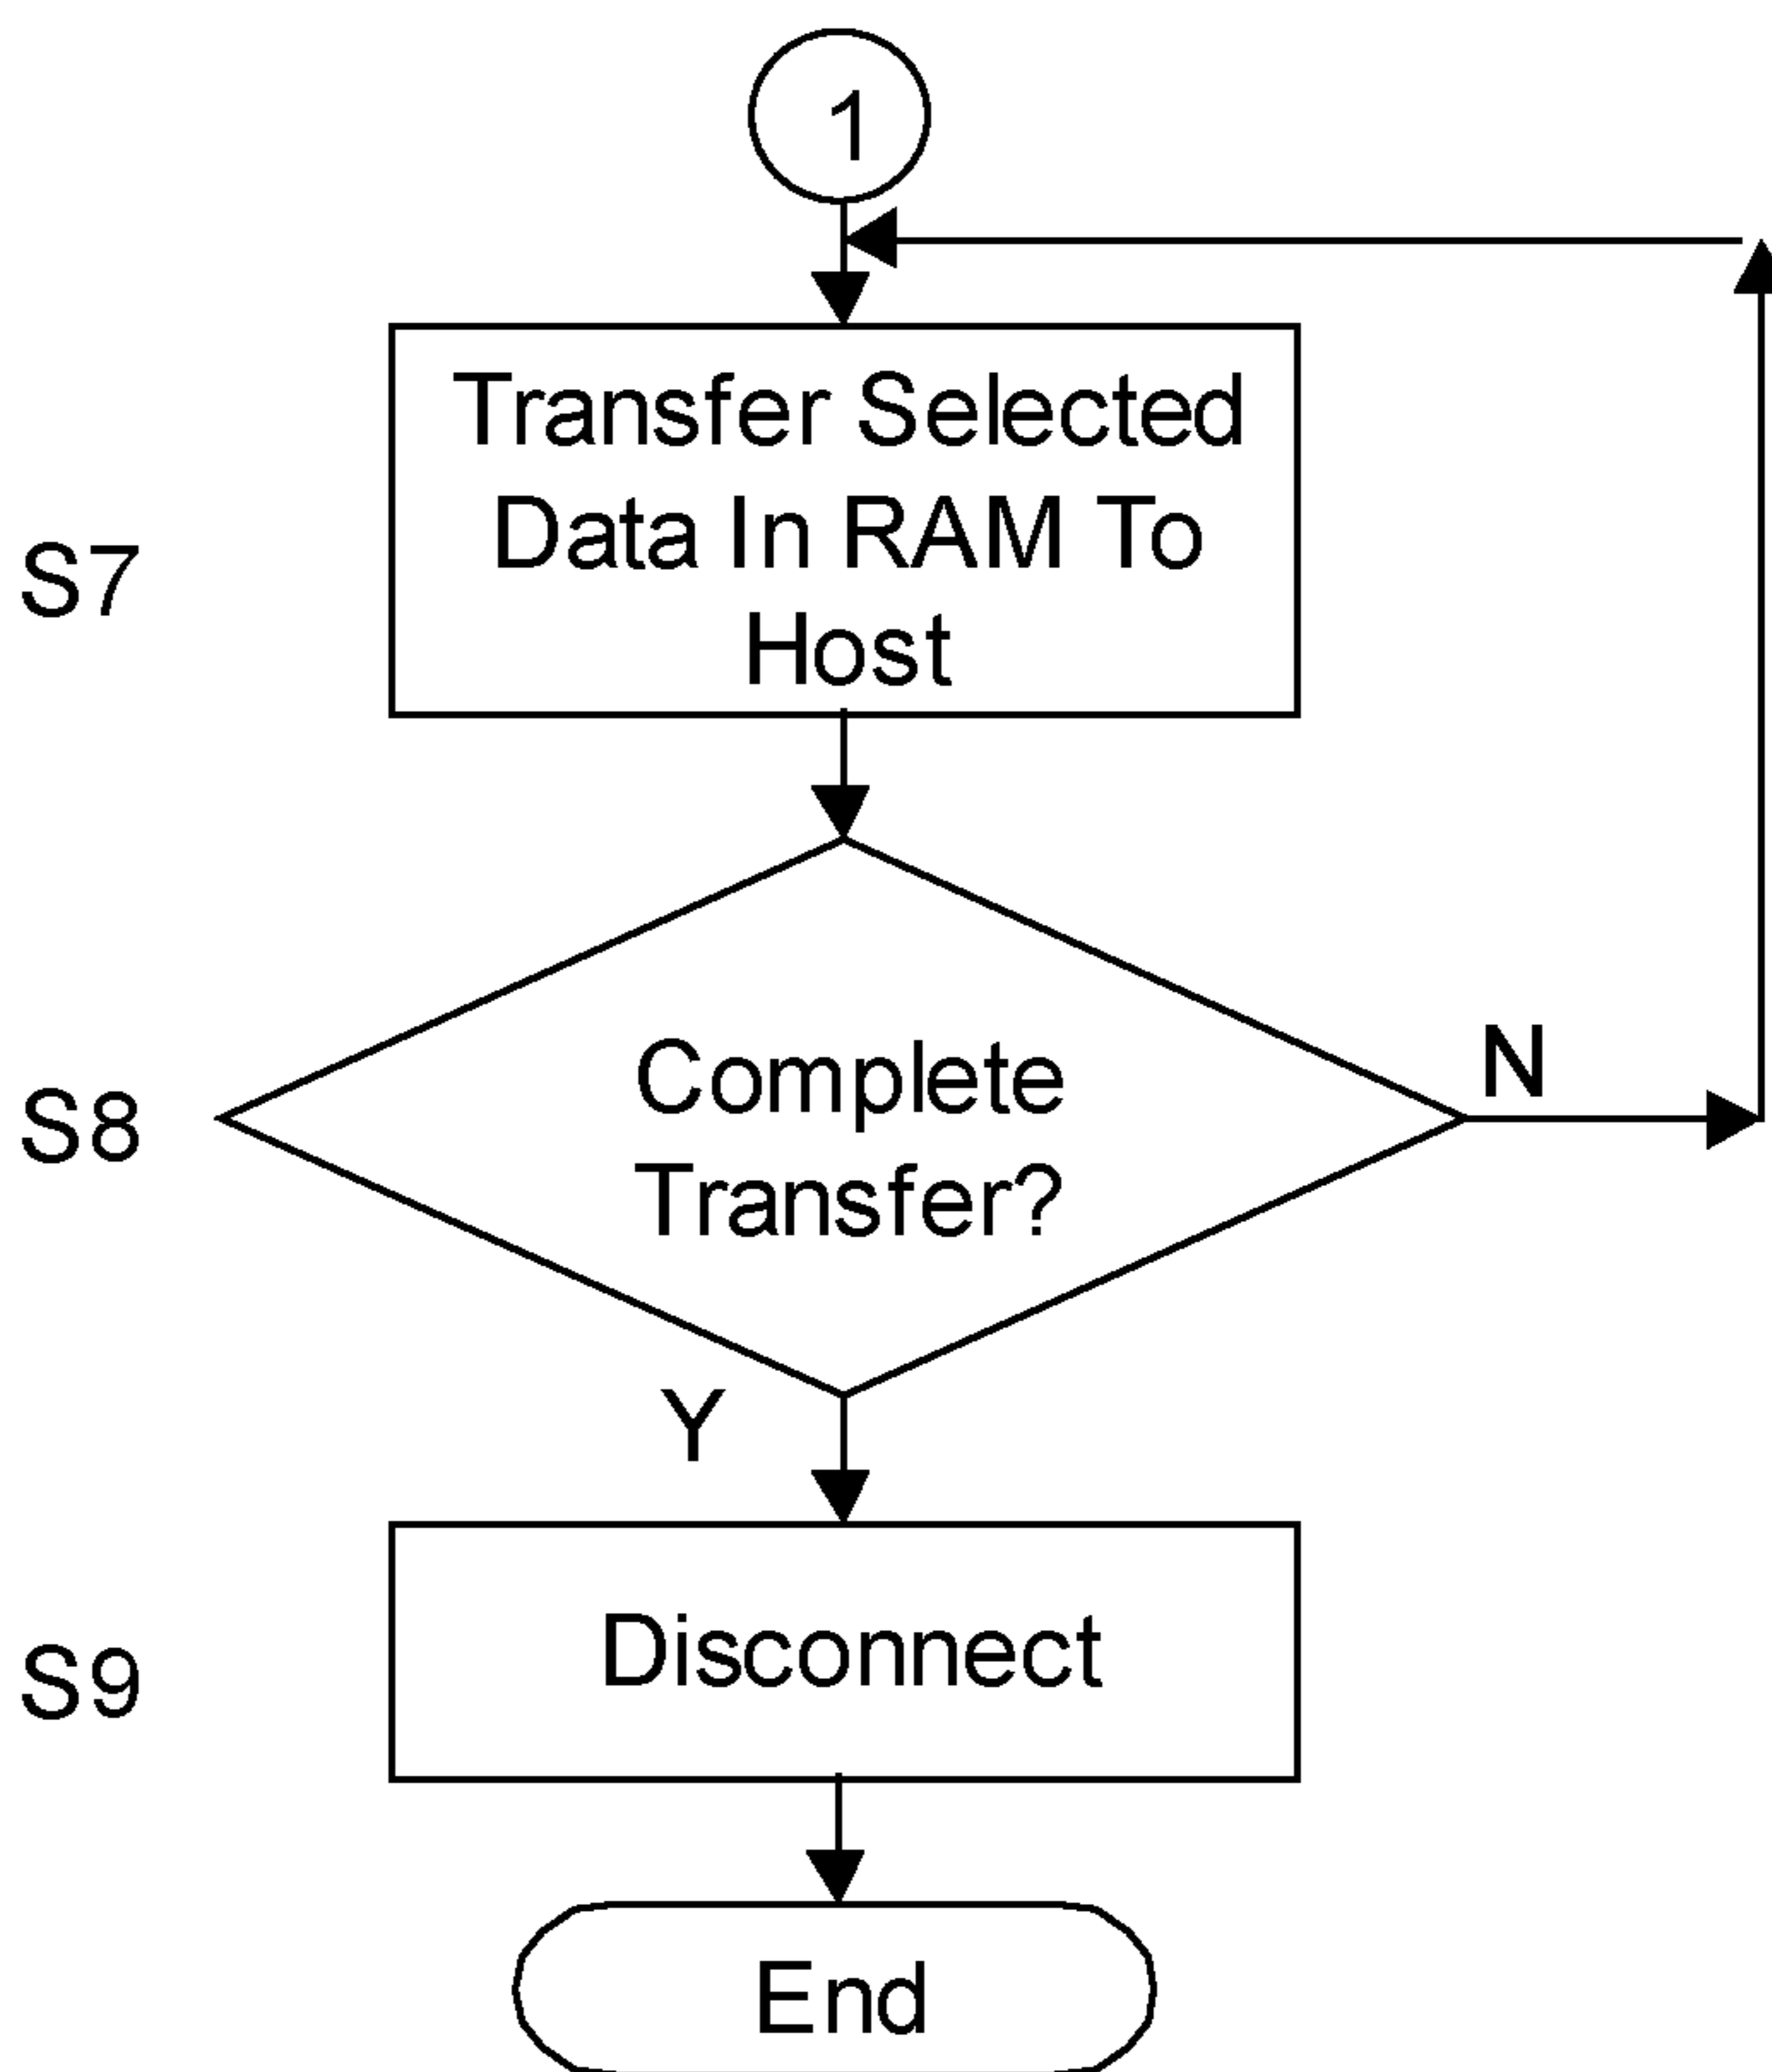 1
Transfer Selected
Data In RAM To
Host
S7
Complete
Transfer?
N
S8
Y
Disconnect
S9
End